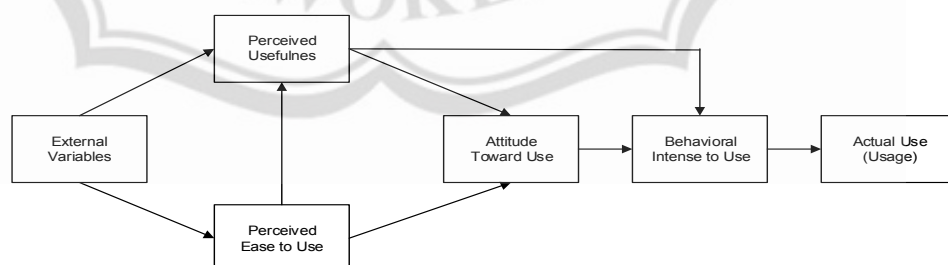 Perceived
Usefulnes
External
Variables
Attitude
Toward Use
Behavioral
Intense to Use
Actual Use
(Usage)
Perceived
Ease to Use